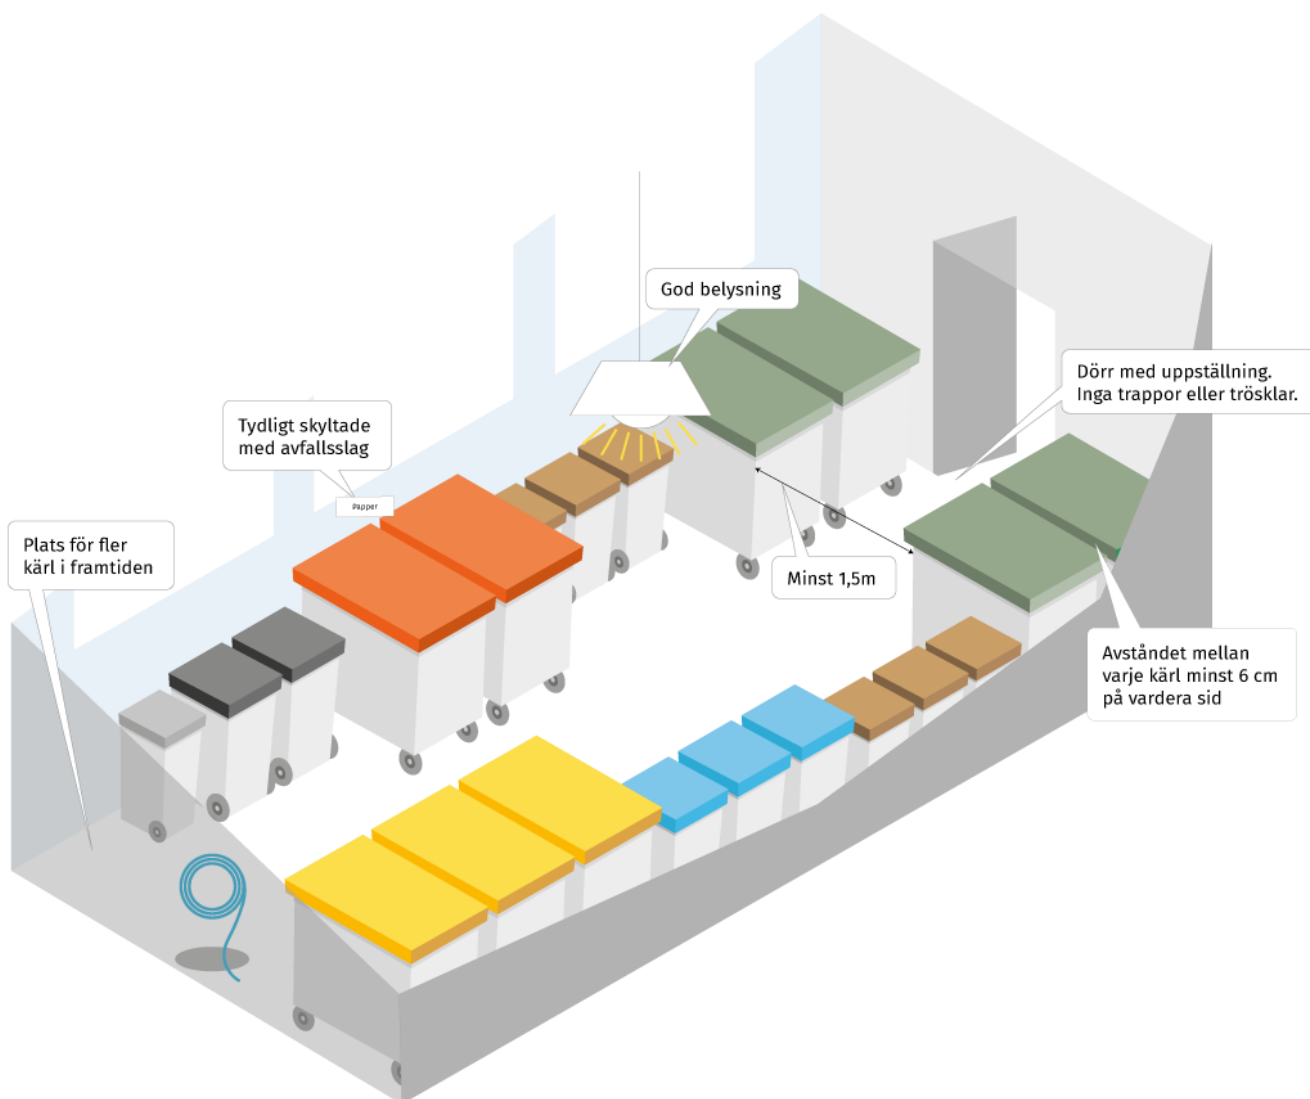 God belysning
Dörr med uppställning.
Inga trappor eller trösklar.
Tydligt skyltade
med avfallsslag
Papper
Plats för fler
kärl i framtiden
Minst 1,5m
Avståndet mellan
varje kärl minst 6 cm
på vardera sid